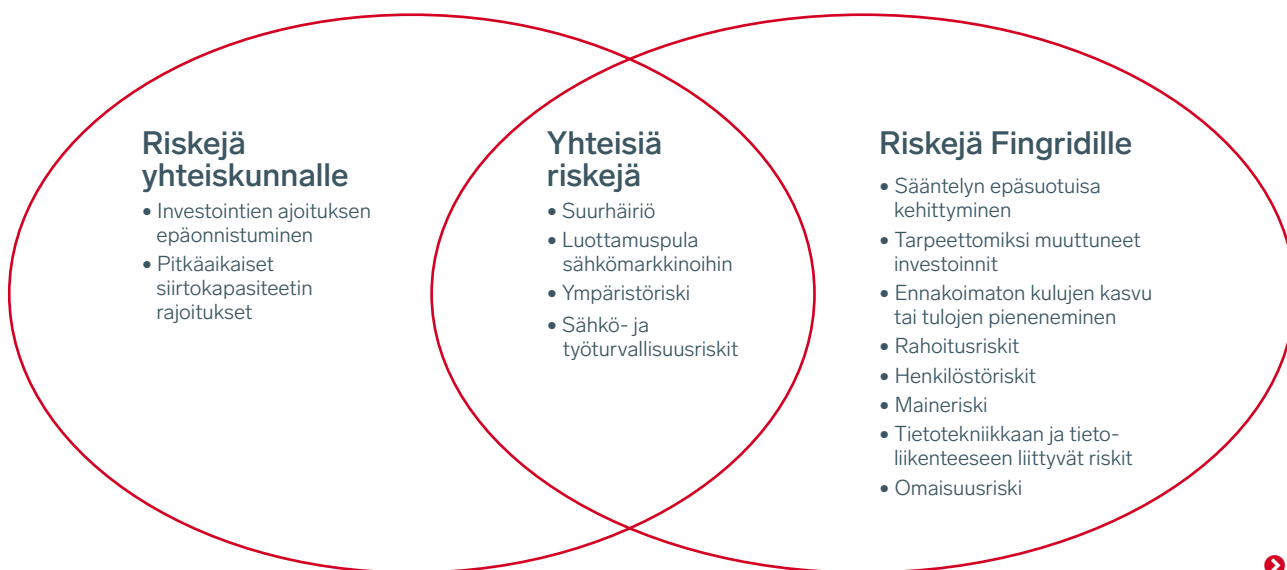 Riskejä
yhteiskunnalle
• Investointien ajoituksen
epäonnistuminen
• Pitkäaikaiset
siirtokapasiteetin
rajoitukset
Yhteisiä
riskejä
• Suurhäiriö
• Luottamuspula
sähkömarkkinoihin
• Ympäristöriski
• Sähkö- ja
työturvallisuusriskit
Riskejä Fingridille
• Sääntelyn epäsuotuisa
kehittyminen
• Tarpeettomiksi muuttuneet
investoinnit
• Ennakoimaton kulujen kasvu
tai tulojen pieneneminen
• Rahoitusriskit
• Henkilöstöriskit
• Maineriski
• Tietotekniikkaan ja tieto-
liikenteeseen liittyvät riskit
• Omaisuusriski